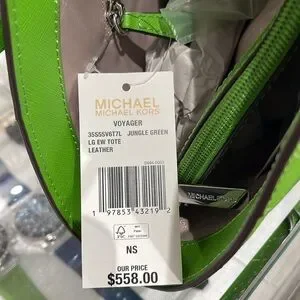 MICHAEL
MICHAEL KORS
VOYAGER
35S5SV6T7L JUNGLE GREEN
LG EW TOTE
LEATHER
1 97853 43219 2
FSC
NS
OUR PRICE
$558.00
MICHAEL